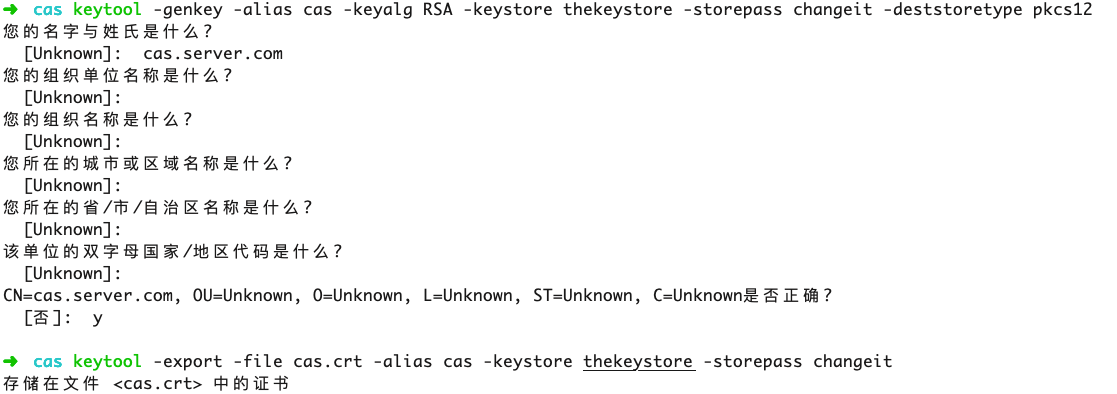 ➜  cas keytool -genkey -alias cas -keyalg RSA -keystore thekeystore -storepass changeit -deststoretype pkcs12
您的名字与姓氏是什么?
  [Unknown]:  cas.server.com
您的组织单位名称是什么?
  [Unknown]:
您的组织名称是什么?
  [Unknown]:
您所在的城市或区域名称是什么?
  [Unknown]:
您所在的省/市/自治区名称是什么?
  [Unknown]:
该单位的双字母国家/地区代码是什么?
  [Unknown]:
CN=cas.server.com, OU=Unknown, O=Unknown, L=Unknown, ST=Unknown, C=Unknown是否正确?
  [否]:  y
➜  cas keytool -export -file cas.crt -alias cas -keystore thekeystore -storepass changeit
存储在文件 <cas.crt> 中的证书